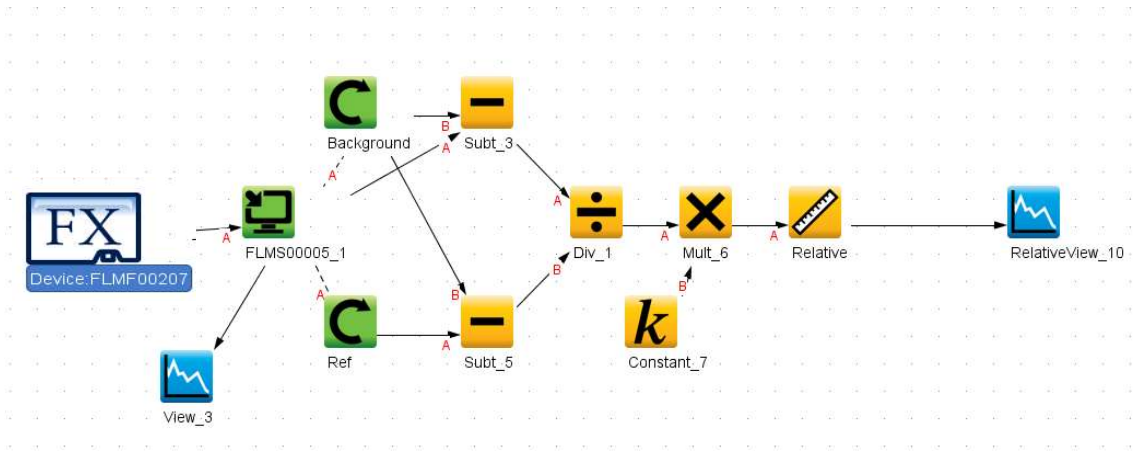 Background
B
A
Subt_3
A
FX
Device:FLMF00207
A
FLMS00005_1
A
Div_1
A
Mult_6
A
Relative
RelativeView_10
B
B
A
B
Ref
A
Subt_5
k
Constant_7
View_3